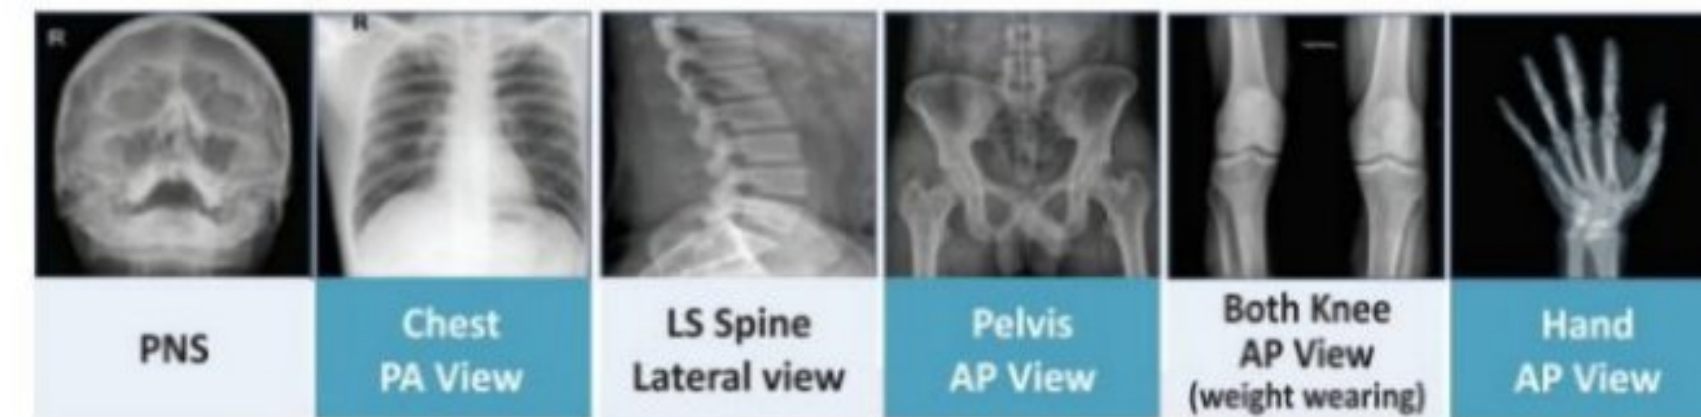 R
R
PNS
Chest
PA View
LS Spine
Lateral view
Pelvis
AP View
Both Knee
AP View
(weight wearing)
Hand
AP View